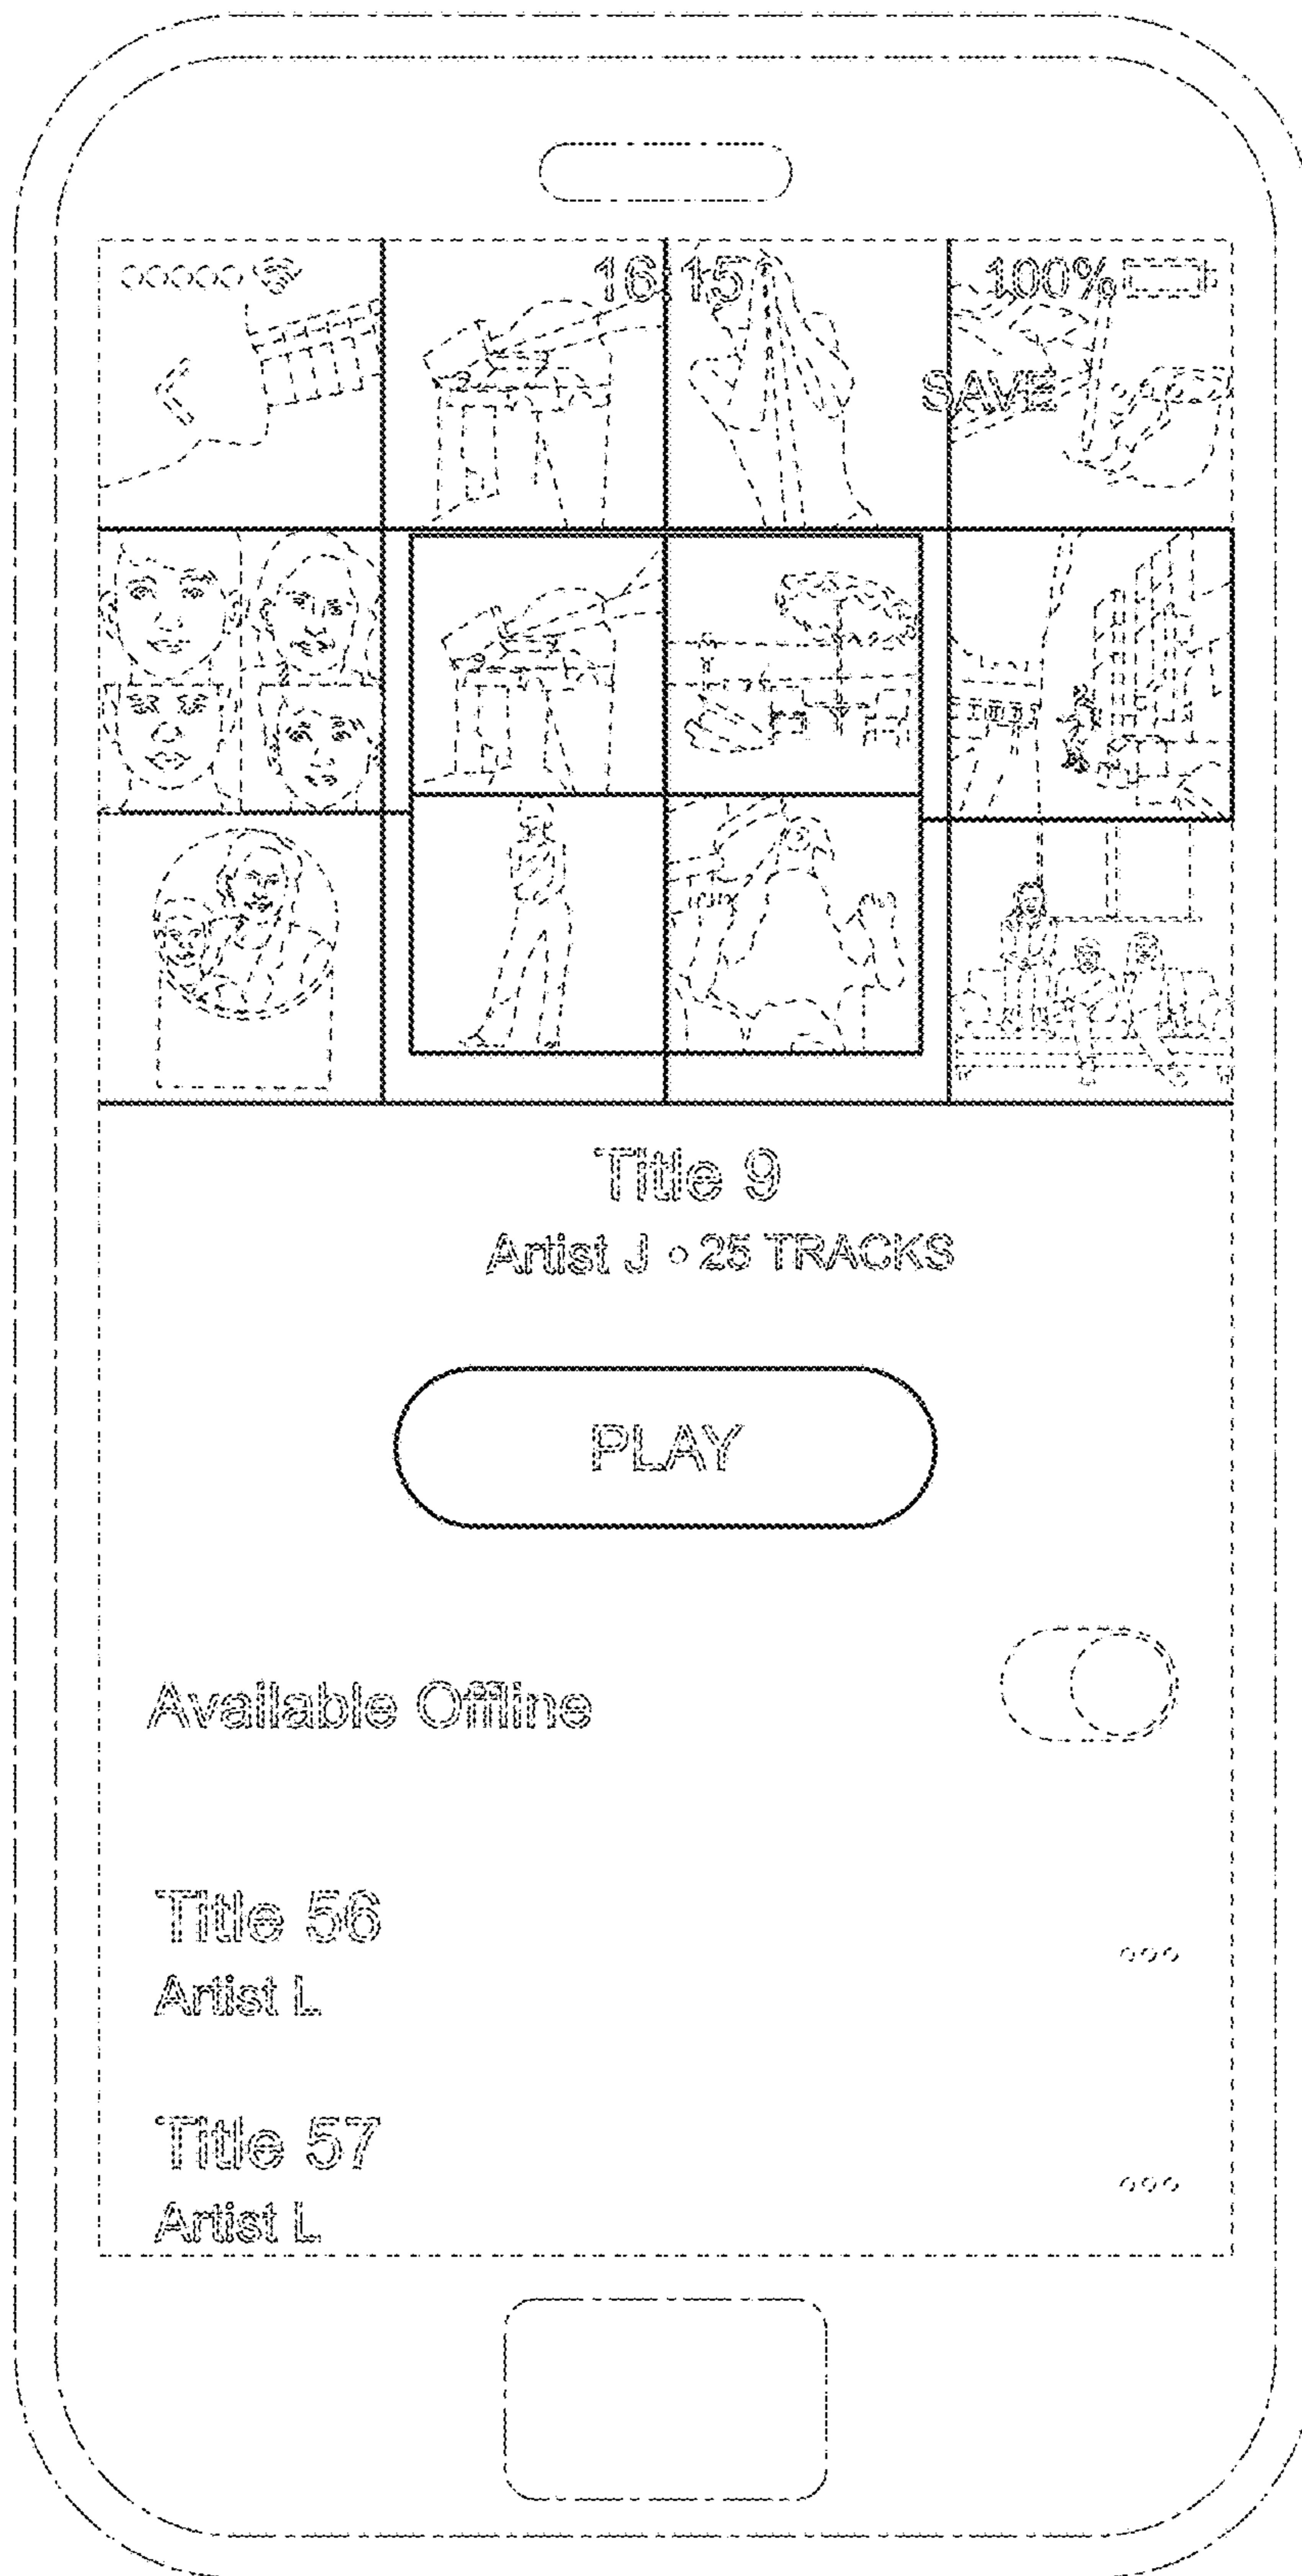 16:15 100%
SAVE
Title 9
Artist J • 25 TRACKS
PLAY
Available Offline
Title 56
Artist L
Title 57
Artist L